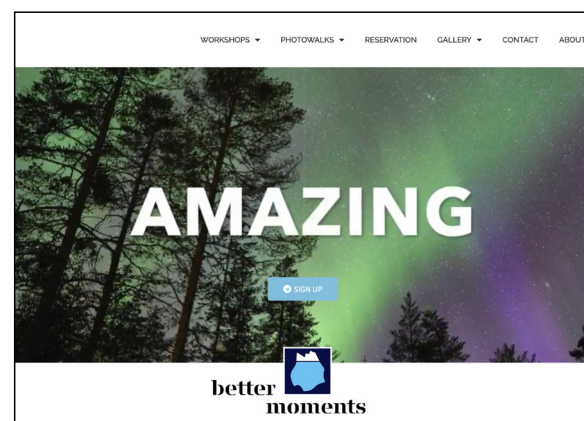 WORKSHOPS PHOTOWALKS RESERVATION GALLERY CONTACT ABOUT
AMAZING
SIGN UP
better
moments